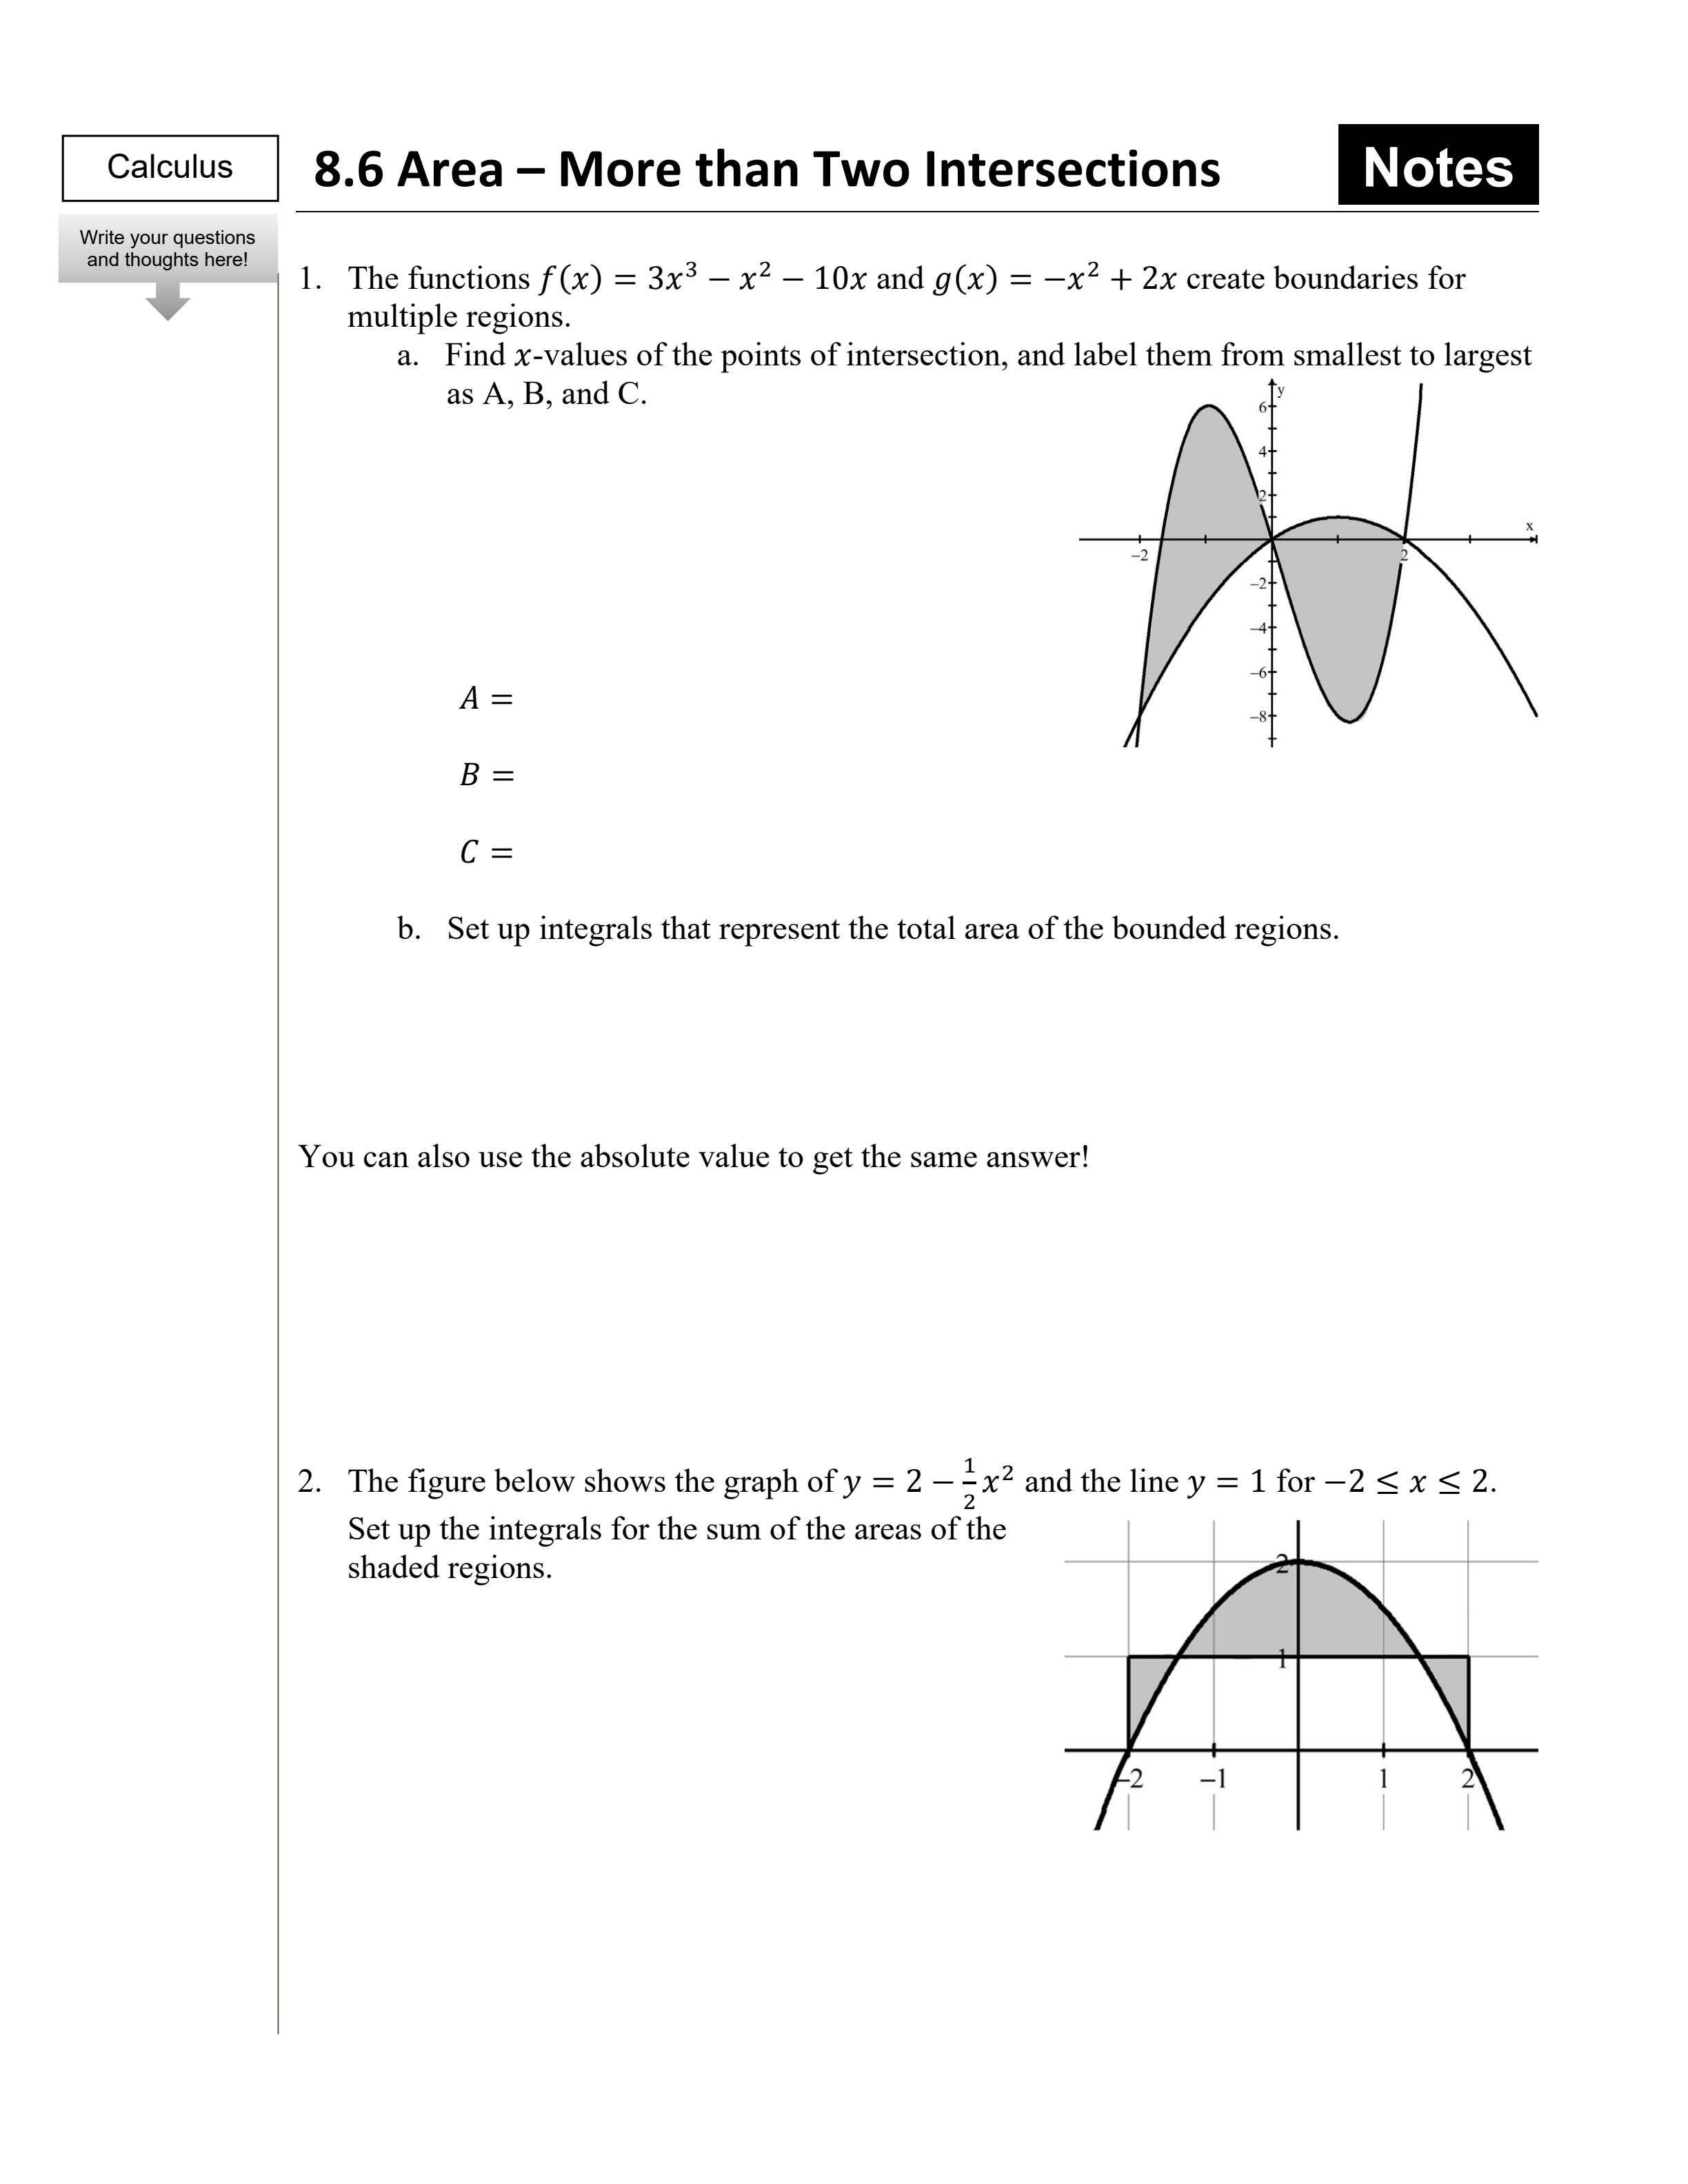 Calculus
8.6 Area – More than Two Intersections
Notes
Write your questions
and thoughts here!
1. The functions 𝑓(𝑥) = 3𝑥³ − 𝑥² − 10𝑥 and 𝑔(𝑥) = −𝑥² + 2𝑥 create boundaries for
multiple regions.
a. Find 𝑥-values of the points of intersection, and label them from smallest to largest
as A, B, and C.
y
6
4
2
x
−2
2
−2
−4
−6
−8
𝐴 =
𝐵 =
𝐶 =
b. Set up integrals that represent the total area of the bounded regions.
You can also use the absolute value to get the same answer!
2. The figure below shows the graph of 𝑦 = 2 − ½𝑥² and the line 𝑦 = 1 for −2 ≤ 𝑥 ≤ 2.
Set up the integrals for the sum of the areas of the
shaded regions.
2
1
−2 −1 1 2